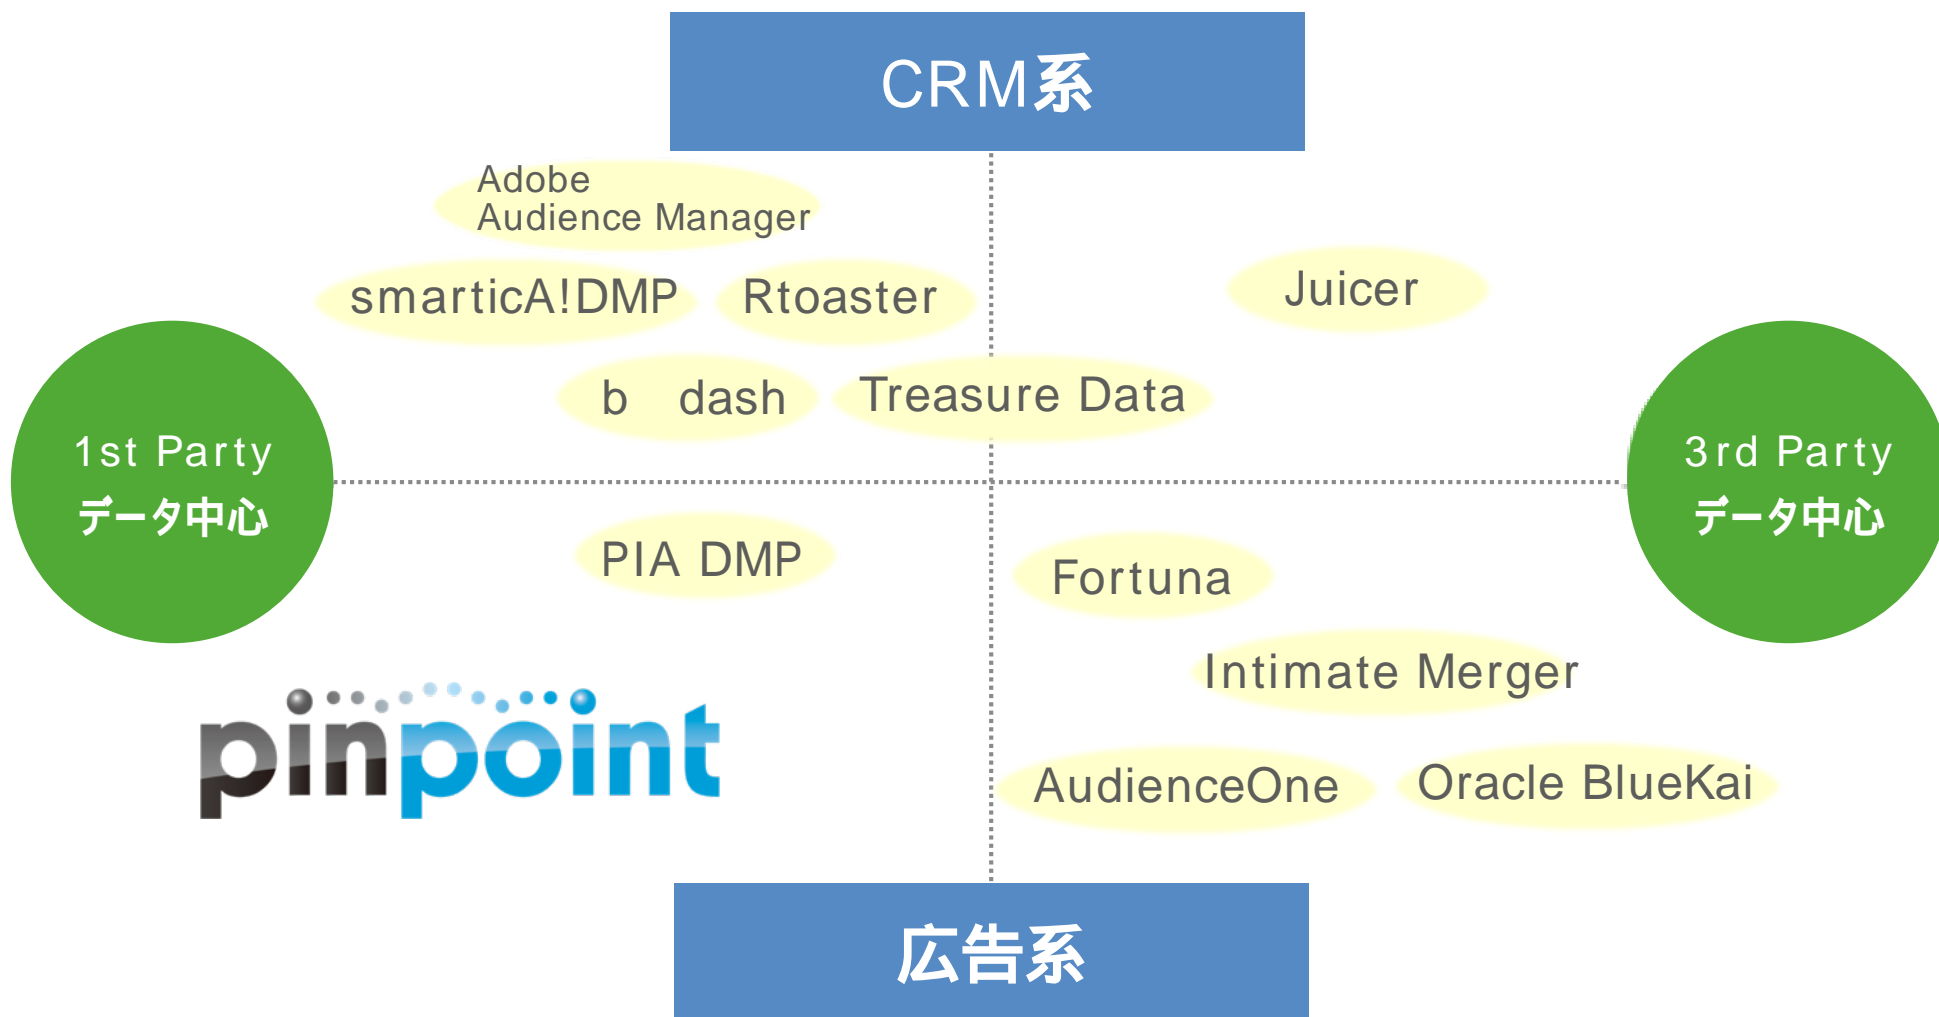 CRM系
Adobe
Audience Manager
smarticA!DMP
Rtoaster
Juicer
b dash
Treasure Data
1st Party
データ中心
3rd Party
データ中心
PIA DMP
Fortuna
Intimate Merger
pinpoint
AudienceOne
Oracle BlueKai
広告系